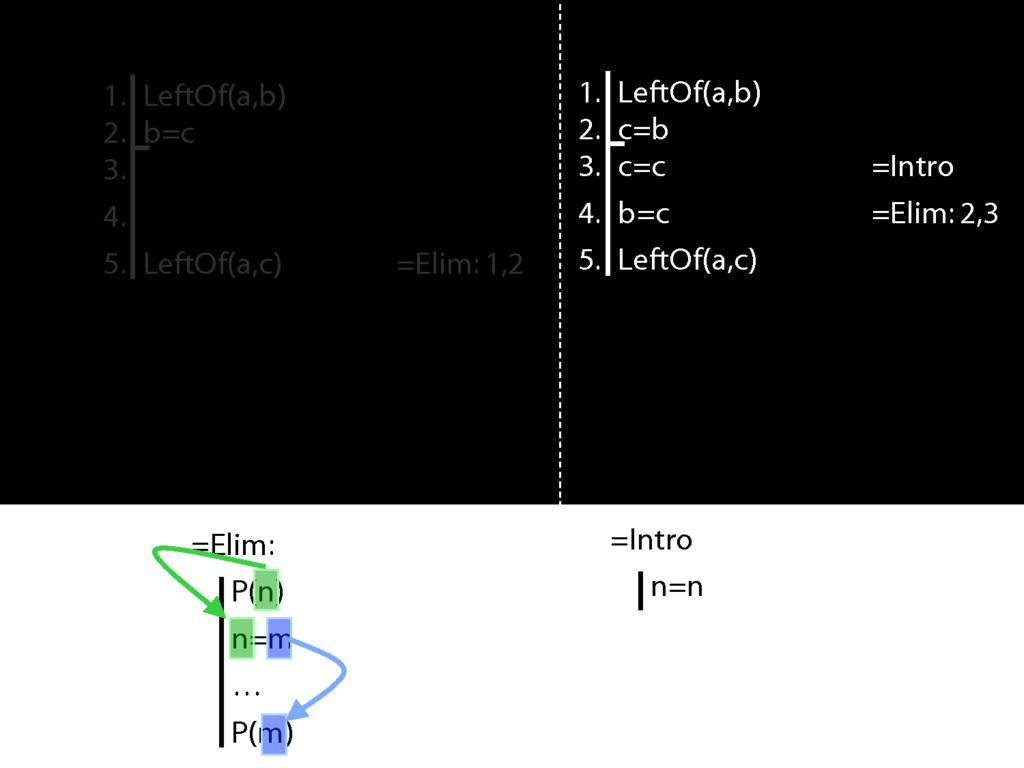 1. LeftOf(a,b)
2. b=c
3.
4.
5. LeftOf(a,c) =Elim: 1,2
1. LeftOf(a,b)
2. c=b
3. c=c =Intro
4. b=c =Elim: 2,3
5. LeftOf(a,c)
=Elim:
P(n)
n=m
...
P(m)
=Intro
n=n